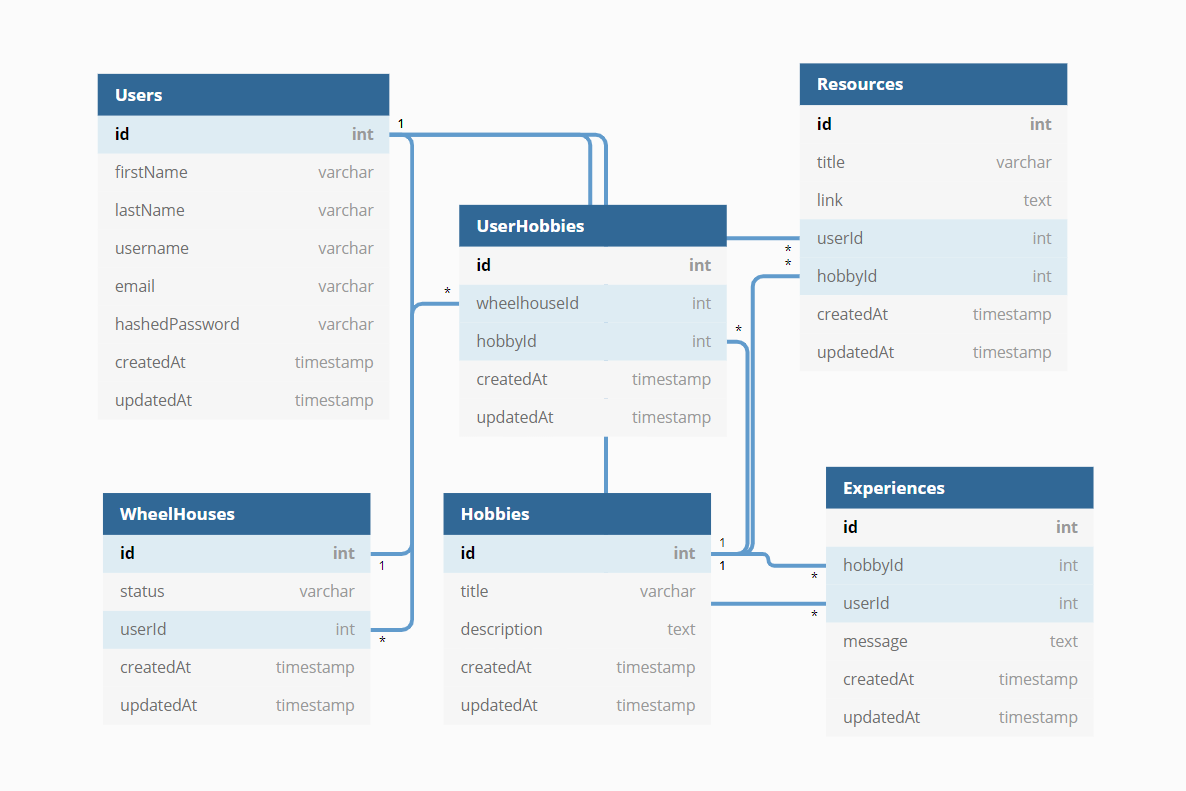 Users
id int
firstName varchar
lastName varchar
username varchar
email varchar
hashedPassword varchar
createdAt timestamp
updatedAt timestamp
1
UserHobbies
id int
wheelhouseId int
hobbyId int
createdAt timestamp
updatedAt timestamp
*
*
Resources
id int
title varchar
link text
userId int
hobbyId int
createdAt timestamp
updatedAt timestamp
*
*
WheelHouses
id int
status varchar
userId int
createdAt timestamp
updatedAt timestamp
1
*
Hobbies
id int
title varchar
description text
createdAt timestamp
updatedAt timestamp
1
1
Experiences
id int
hobbyId int
userId int
message text
createdAt timestamp
updatedAt timestamp
*
*